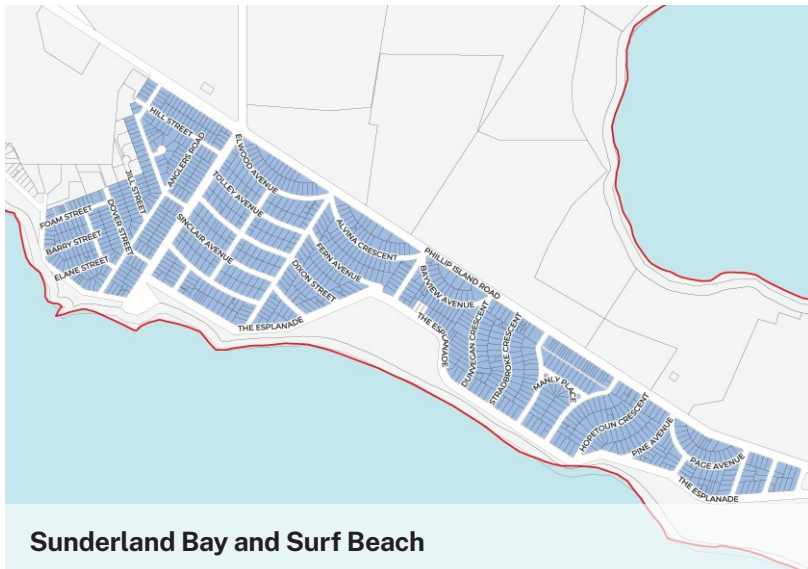 HILL STREET
ANGLERS ROAD
JILL STREET
ELWOOD AVENUE
TOLLEY AVENUE
FOAM STREET
DOVER STREET
BARRY STREET
SINCLAIR AVENUE
ELANE STREET
ALVINA CRESCENT
FERN AVENUE
DIXON STREET
PHILLIP ISLAND ROAD
BAYVIEW AVENUE
THE ESPLANADE
THE ESPLANADE
DUNVEGAN CRESCENT
STRADBROKE CRESCENT
MANLY PLACE
HOPETOUN CRESCENT
PINE AVENUE
PAGE AVENUE
THE ESPLANADE
Sunderland Bay and Surf Beach